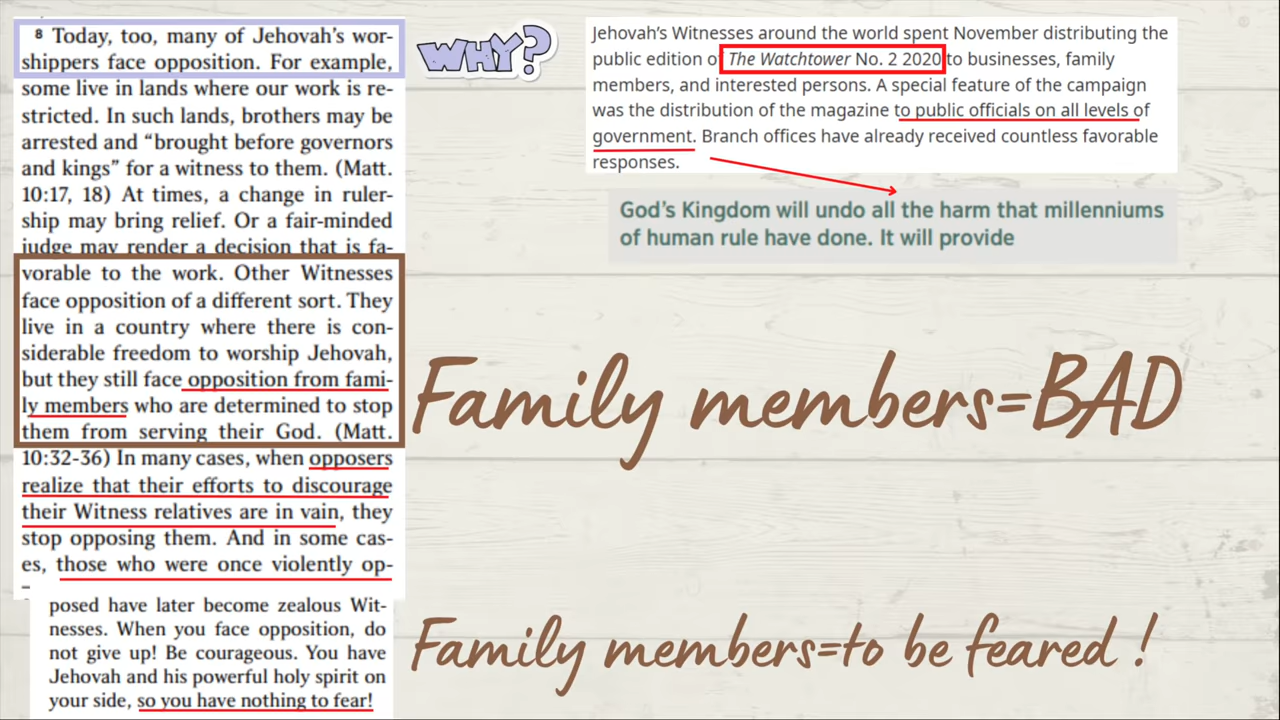 8 Today, too, many of Jehovah's wor-
shippers face opposition. For example,
some live in lands where our work is re-
stricted. In such lands, brothers may be
arrested and “brought before governors
and kings” for a witness to them. (Matt.
10:17, 18) At times, a change in ruler-
ship may bring relief. Or a fair-minded
judge may render a decision that is fa-
vorable to the work. Other Witnesses
face opposition of a different sort. They
live in a country where there is con-
siderable freedom to worship Jehovah,
but they still face opposition from fami-
ly members who are determined to stop
them from serving their God. (Matt.
10:32-36) In many cases, when opposers
realize that their efforts to discourage
their Witness relatives are in vain, they
stop opposing them. And in some cas-
es, those who were once violently op-
posed have later become zealous Wit-
nesses. When you face opposition, do
not give up! Be courageous. You have
Jehovah and his powerful holy spirit on
your side, so you have nothing to fear!
WHY?
Jehovah's Witnesses around the world spent November distributing the
public edition of The Watchtower No. 2 2020 to businesses, family
members, and interested persons. A special feature of the campaign
was the distribution of the magazine to public officials on all levels of
government. Branch offices have already received countless favorable
responses.
God's Kingdom will undo all the harm that millenniums
of human rule have done. It will provide
Family members=BAD
Family members=to be feared !